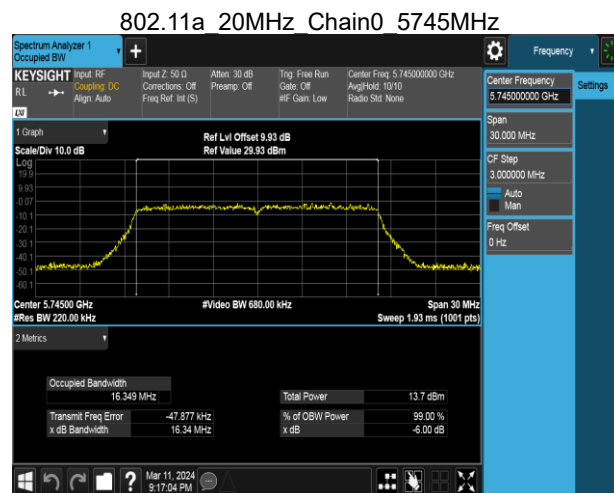 802.11a_20MHz_Chain0_5745MHz
Spectrum Analyzer 1
Occupied BW
Frequency
KEYSIGHT
RL
Input: RF
Coupling: DC
Align: Auto
Input Z: 50 Ω
Corrections: Off
Freq Ref: Int (S)
Atten: 30 dB
Preamp: Off
Trig: Free Run
Gate: Off
#IF Gain: Low
Center Freq: 5.745000000 GHz
Avg|Hold: 10/10
Radio Std: None
Center Frequency
5.745000000 GHz
Settings
Span
30.000 MHz
CF Step
3.000000 MHz
Auto
Man
Freq Offset
0 Hz
1 Graph
Scale/Div 10.0 dB
Ref Lvl Offset 9.93 dB
Ref Value 29.93 dBm
Log
19.9
9.93
-0.07
-10.1
-20.1
-30.1
-40.1
-50.1
-60.1
Center 5.74500 GHz
#Res BW 220.00 kHz
#Video BW 680.00 kHz
Span 30 MHz
Sweep 1.93 ms (1001 pts)
2 Metrics
Occupied Bandwidth
16.349 MHz
Total Power 13.7 dBm
Transmit Freq Error -47.877 kHz
% of OBW Power 99.00 %
x dB Bandwidth 16.34 MHz
x dB -6.00 dB
Mar 11, 2024
9:17:04 PM